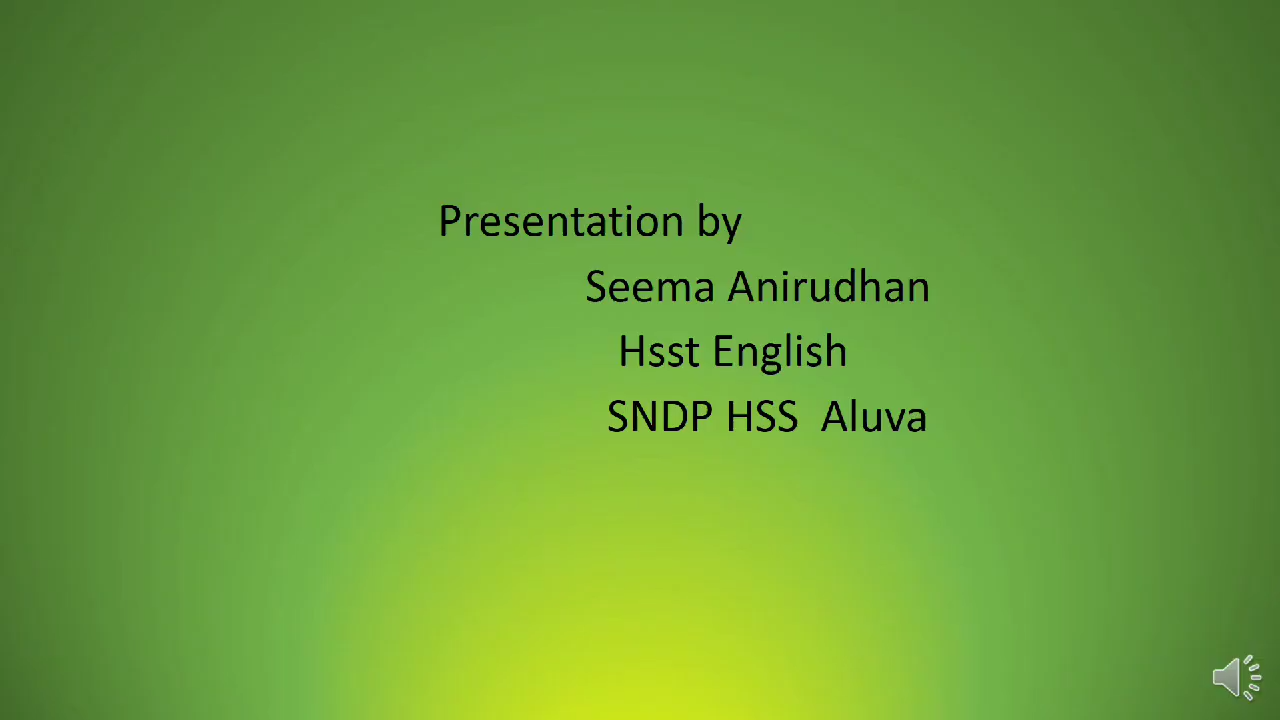 Presentation by
Seema Anirudhan
Hsst English
SNDP HSS  Aluva